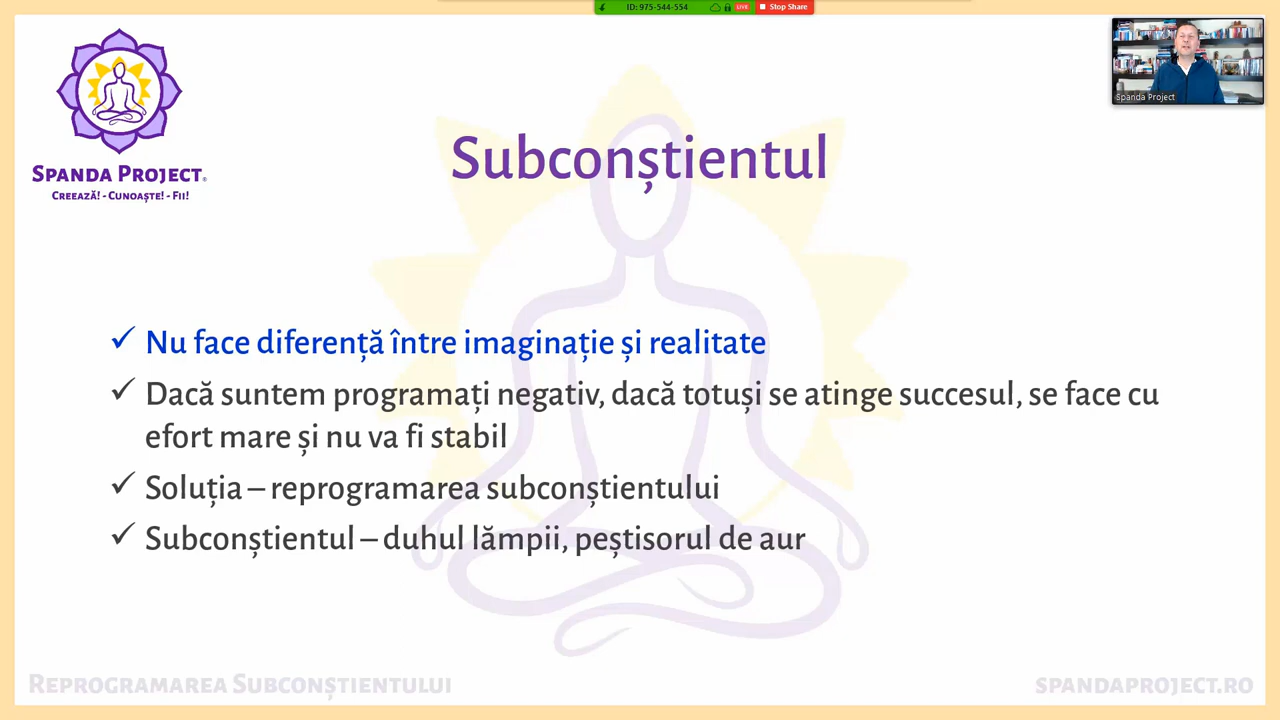 ID: 975-544-554
LIVE
Stop Share
Spanda Project
SPANDA PROJECT®
CREEAZĂ! - CUNOAȘTE! - FII!
Subconștientul
✓ Nu face diferență între imaginație și realitate
✓ Dacă suntem programați negativ, dacă totuși se atinge succesul, se face cu
efort mare și nu va fi stabil
✓ Soluția – reprogramarea subconștientului
✓ Subconștientul – duhul lămpii, peștisorul de aur
REPROGRAMAREA SUBCONȘTIENTULUI
SPANDAPROJECT.RO